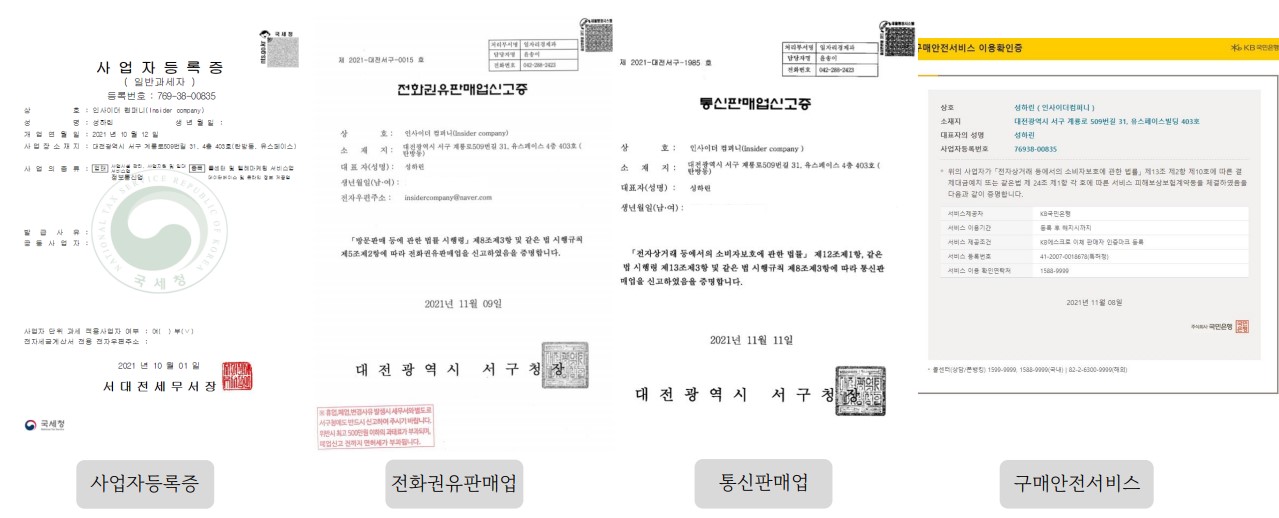 국세청
nts.go.kr
사업자등록증
( 일반과세자 )
등록번호 : 769-38-00835
상 호 : 인사이더 컴퍼니(Insider company)
성 명 : 성하린 생 년 월 일 :
개 업 연 월 일 : 2021 년 10 월 12 일
사 업 장 소 재 지 : 대전광역시 서구 계룡로509번길 31, 4층 403호(탄방동, 유스페이스)
사 업 의 종 류 : 업태 서비스업 종목 콜센터 및 텔레마케팅 서비스업
정보통신업
발 급 사 유 :
공 동 사 업 자 :
NATIONAL TAX SERVICE REPUBLIC OF KOREA
국세청
사업자 단위 과세 적용사업자 여부 : 여( ) 부(∨)
전자세금계산서 전용 전자우편주소 :
2021 년 10 월 01 일
서대전세무서장
국세청
사업자등록증
처리부서명 일자리경제과
담당자명 윤송이
전화번호 042-288-2423
제 2021-대전서구-0015 호
전화권유판매업신고증
상 호 : 인사이더 컴퍼니(Insider company)
소 재 지 : 대전광역시 서구 계룡로509번길 31, 유스페이스 4층 403호 (
탄방동)
대 표 자(성명) : 성하린
생년월일(남·여) :
전자우편주소 : insidercompany@naver.com
「방문판매 등에 관한 법률 시행령」 제8조제3항 및 같은 법 시행규칙
제5조제2항에 따라 전화권유판매업을 신고하였음을 증명합니다.
2021년 11월 09일
대 전 광 역 시 서 구 청 장
※ 휴업,폐업,변경사유 발생시 세무서와 별도로
서구청에도 반드시 신고하여 주시기 바랍니다.
위반시 최고 500만원 이하의 과태료가 부과되며,
폐업신고 전까지 면허세가 부과됩니다.
전화권유판매업
처리부서명 일자리경제과
담당자명 윤송이
전화번호 042-288-2423
제 2021-대전서구-1985 호
통신판매업신고증
상 호 : 인사이더 컴퍼니(Insider company )
소 재 지 : 대전광역시 서구 계룡로509번길 31, 유스페이스 4층 403호 (
탄방동)
대표자(성명) : 성하린
생년월일(남·여) :
「전자상거래 등에서의 소비자보호에 관한 법률」 제12조제1항, 같은
법 시행령 제13조제3항 및 같은 법 시행규칙 제8조제3항에 따라 통신판
매업을 신고하였음을 증명합니다.
2021년 11월 11일
대 전 광 역 시 서 구 청 장
통신판매업
구매안전서비스 이용확인증
KB국민은행
상호 성하린 ( 인사이더컴퍼니 )
소재지 대전광역시 서구 계룡로 509번길 31, 유스페이스빌딩 403호
대표자의 성명 성하린
사업자등록번호 76938-00835
* 위의 사업자가 「전자상거래 등에서의 소비자보호에 관한 법률」 제13조 제2항 제10호에 따른 결
제대금예치 또는 같은법 제 24조 제1항 각 호에 따른 서비스 피해보상보험계약등을 체결하였음을
다음과 같이 증명합니다.
서비스제공자 KB국민은행
서비스 이용기간 등록 후 해지시까지
서비스 제공조건 KB에스크로 이체 판매자 인증마크 등록
서비스 등록번호 41-2007-0018678(특허청)
서비스 이용 확인연락처 1588-9999
2021년 11월 08일
주식회사 국민은행
* 콜센터(상담/폰뱅킹) 1599-9999, 1588-9999(국내) | 82-2-6300-9999(해외)
구매안전서비스